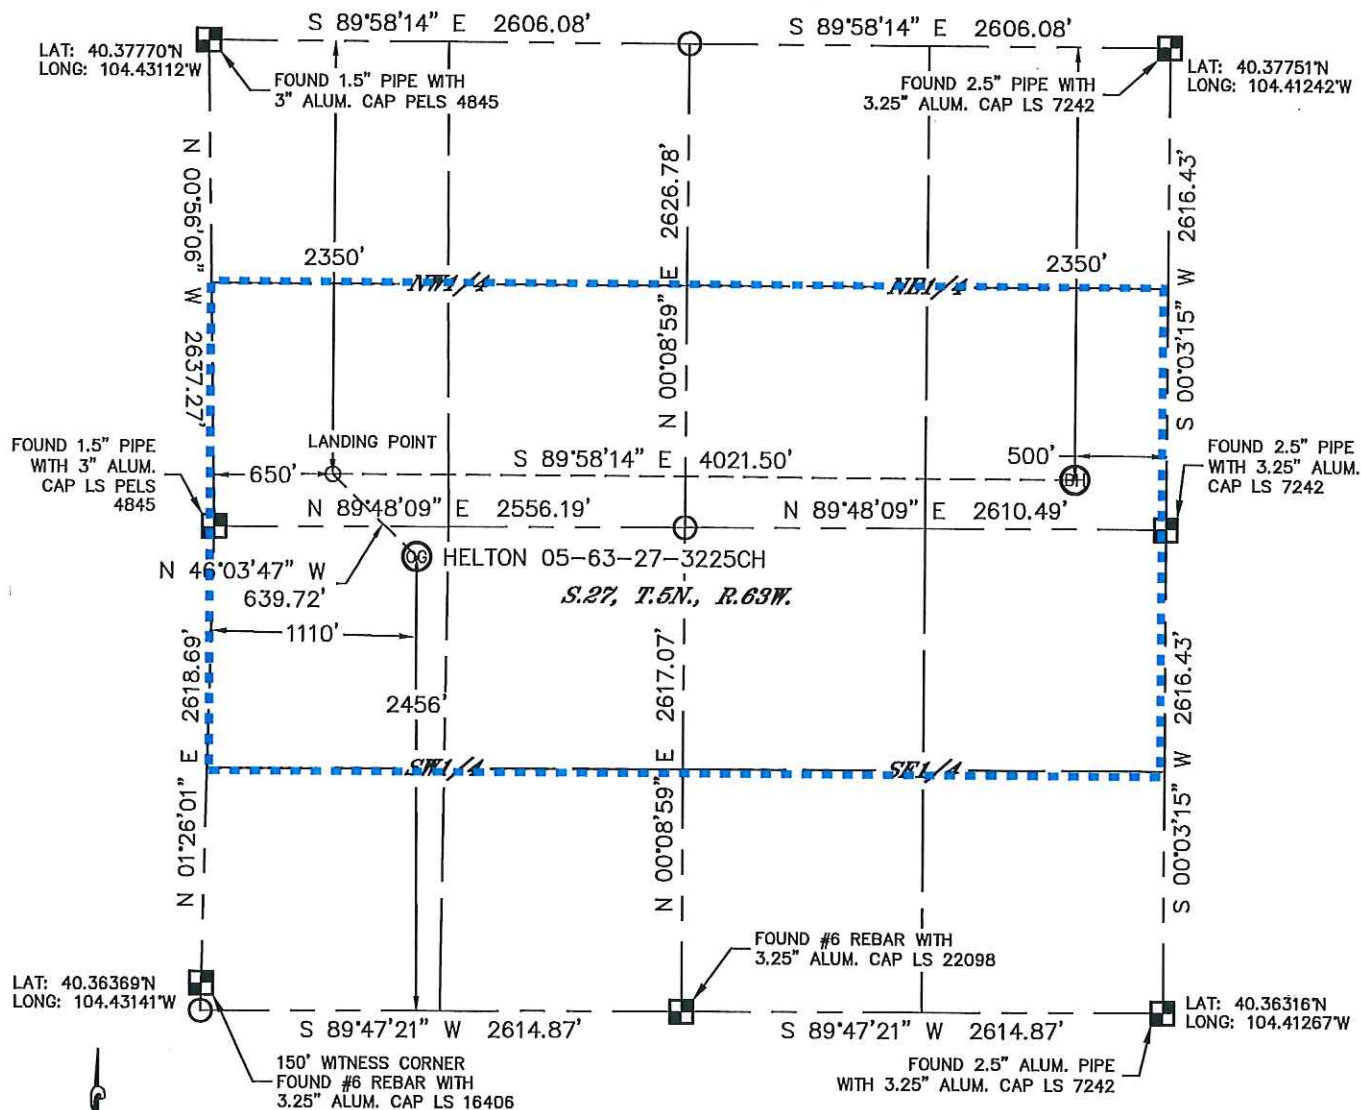 S 89°58'14" E 2606.08'
S 89°58'14" E 2606.08'
LAT: 40.37770°N
LONG: 104.43112°W
FOUND 1.5" PIPE WITH
3" ALUM. CAP PELS 4845
FOUND 2.5" PIPE WITH
3.25" ALUM. CAP LS 7242
LAT: 40.37751°N
LONG: 104.41242°W
N 00°56'06" W 2637.27'
N 00°08'59" E 2626.78'
S 00°03'15" W 2616.43'
2350'
2350'
NW1/4
NE1/4
FOUND 1.5" PIPE
WITH 3" ALUM.
CAP LS PELS
4845
LANDING POINT
650'
S 89°58'14" E 4021.50'
500'
BH
FOUND 2.5" PIPE
WITH 3.25" ALUM.
CAP LS 7242
N 89°48'09" E 2556.19'
N 89°48'09" E 2610.49'
OG HELTON 05-63-27-3225CH
N 46°03'47" W
639.72'
S.27, T.5N., R.63W.
1110'
2456'
N 01°26'01" E 2618.69'
N 00°08'59" E 2617.07'
S 00°03'15" W 2616.43'
SW1/4
SE1/4
FOUND #6 REBAR WITH
3.25" ALUM. CAP LS 22098
LAT: 40.36369°N
LONG: 104.43141°W
LAT: 40.36316°N
LONG: 104.41267°W
S 89°47'21" W 2614.87'
S 89°47'21" W 2614.87'
150' WITNESS CORNER
FOUND #6 REBAR WITH
3.25" ALUM. CAP LS 16406
FOUND 2.5" ALUM. PIPE
WITH 3.25" ALUM. CAP LS 7242